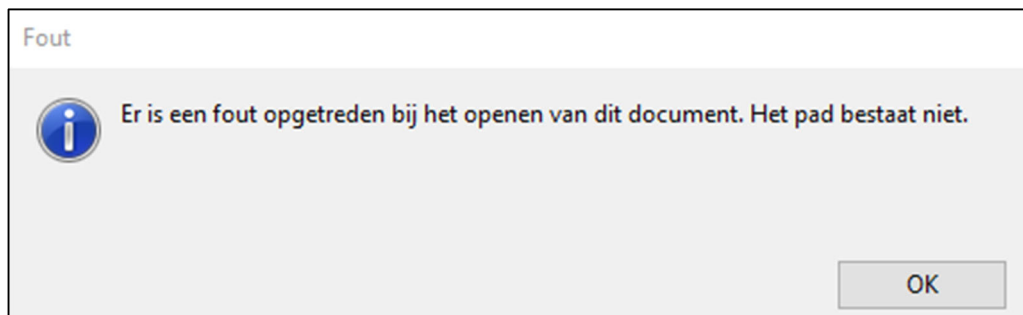 Fout
Er is een fout opgetreden bij het openen van dit document. Het pad bestaat niet.
OK